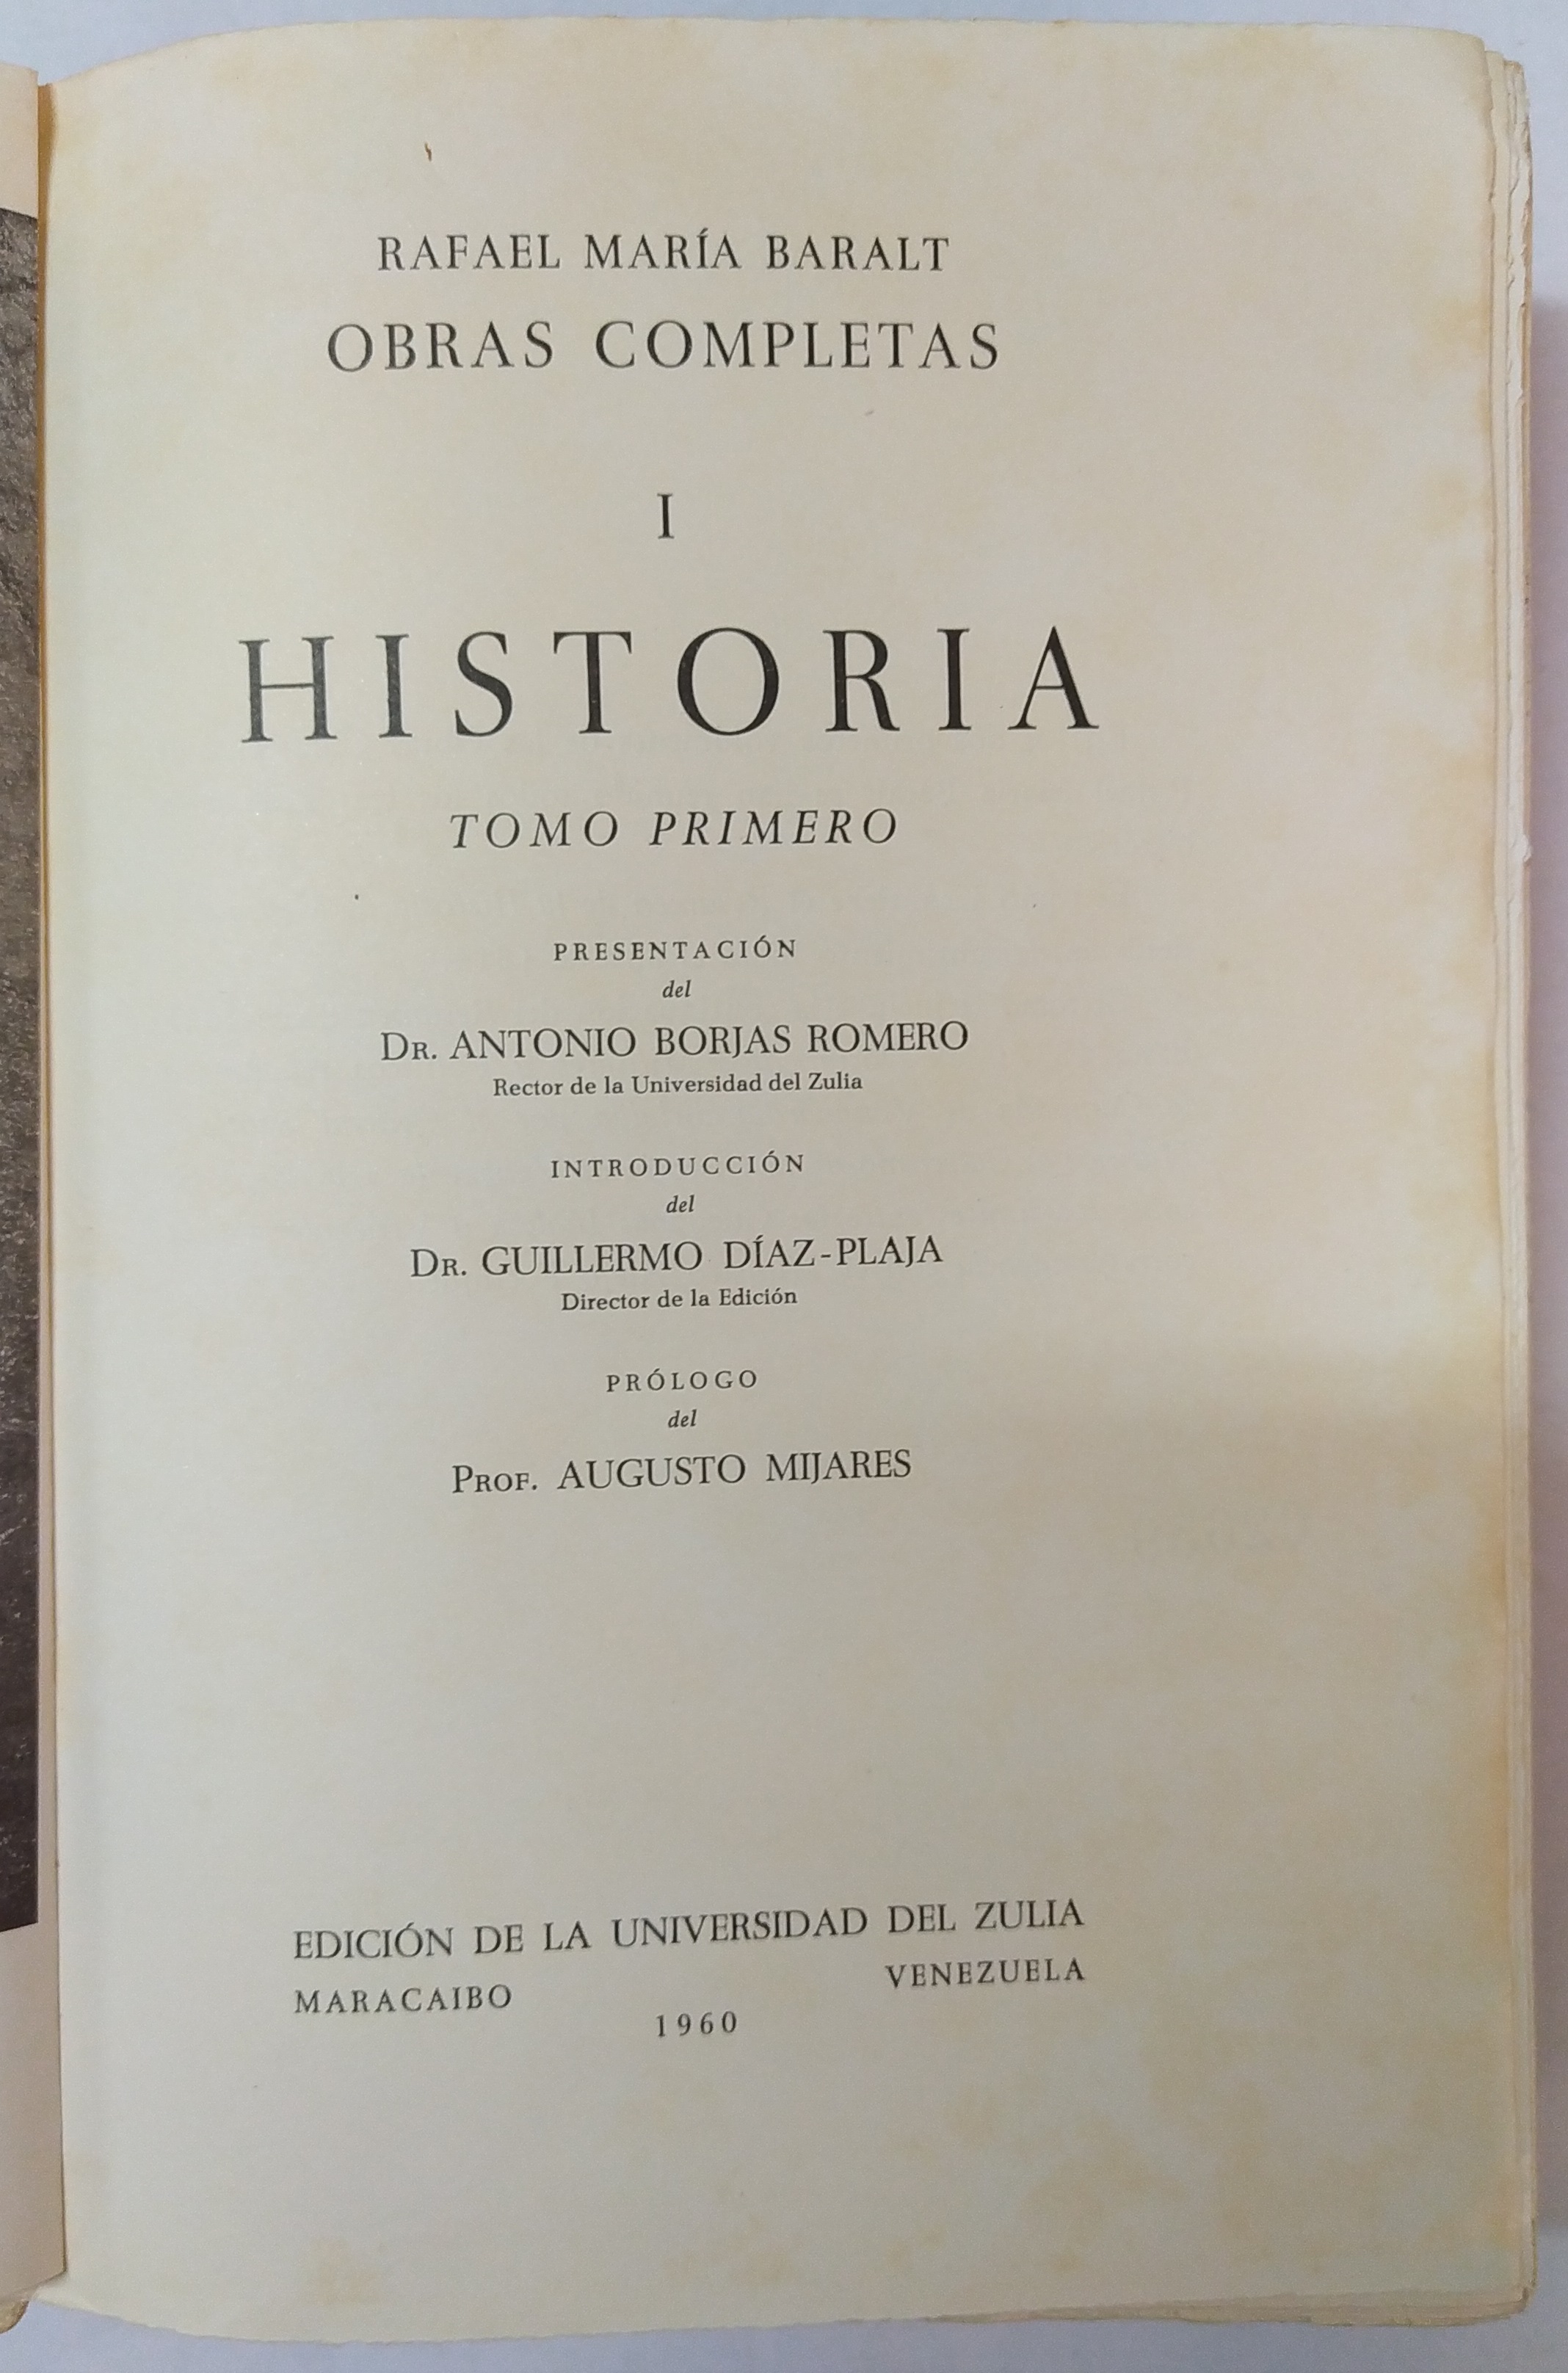 RAFAEL MARÍA BARALT
OBRAS COMPLETAS
I
HISTORIA
TOMO PRIMERO
PRESENTACIÓN
del
DR. ANTONIO BORJAS ROMERO
Rector de la Universidad del Zulia
INTRODUCCIÓN
del
DR. GUILLERMO DÍAZ-PLAJA
Director de la Edición
PRÓLOGO
del
PROF. AUGUSTO MIJARES
EDICIÓN DE LA UNIVERSIDAD DEL ZULIA
MARACAIBO VENEZUELA
1960